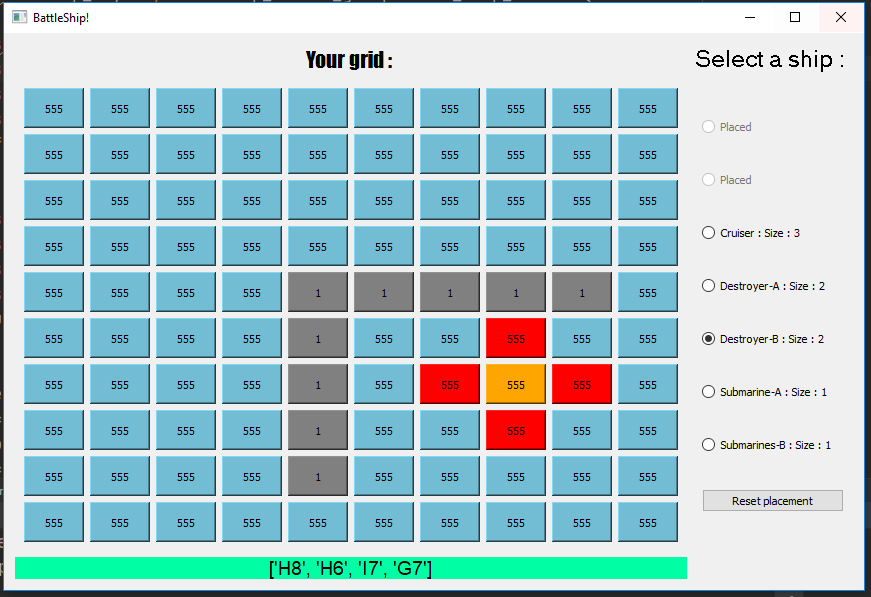 BattleShip!
Your grid :
Select a ship :
555 555 555 555 555 555 555 555 555 555
Placed
555 555 555 555 555 555 555 555 555 555
Placed
555 555 555 555 555 555 555 555 555 555
Cruiser : Size : 3
555 555 555 555 555 555 555 555 555 555
Destroyer-A : Size : 2
555 555 555 555 1 1 1 1 1 555
Destroyer-B : Size : 2
555 555 555 555 1 555 555 555 555 555
Submarine-A : Size : 1
555 555 555 555 1 555 555 555 555 555
Submarines-B : Size : 1
555 555 555 555 1 555 555 555 555 555
555 555 555 555 1 555 555 555 555 555
Reset placement
555 555 555 555 555 555 555 555 555 555
['H8', 'H6', 'I7', 'G7']